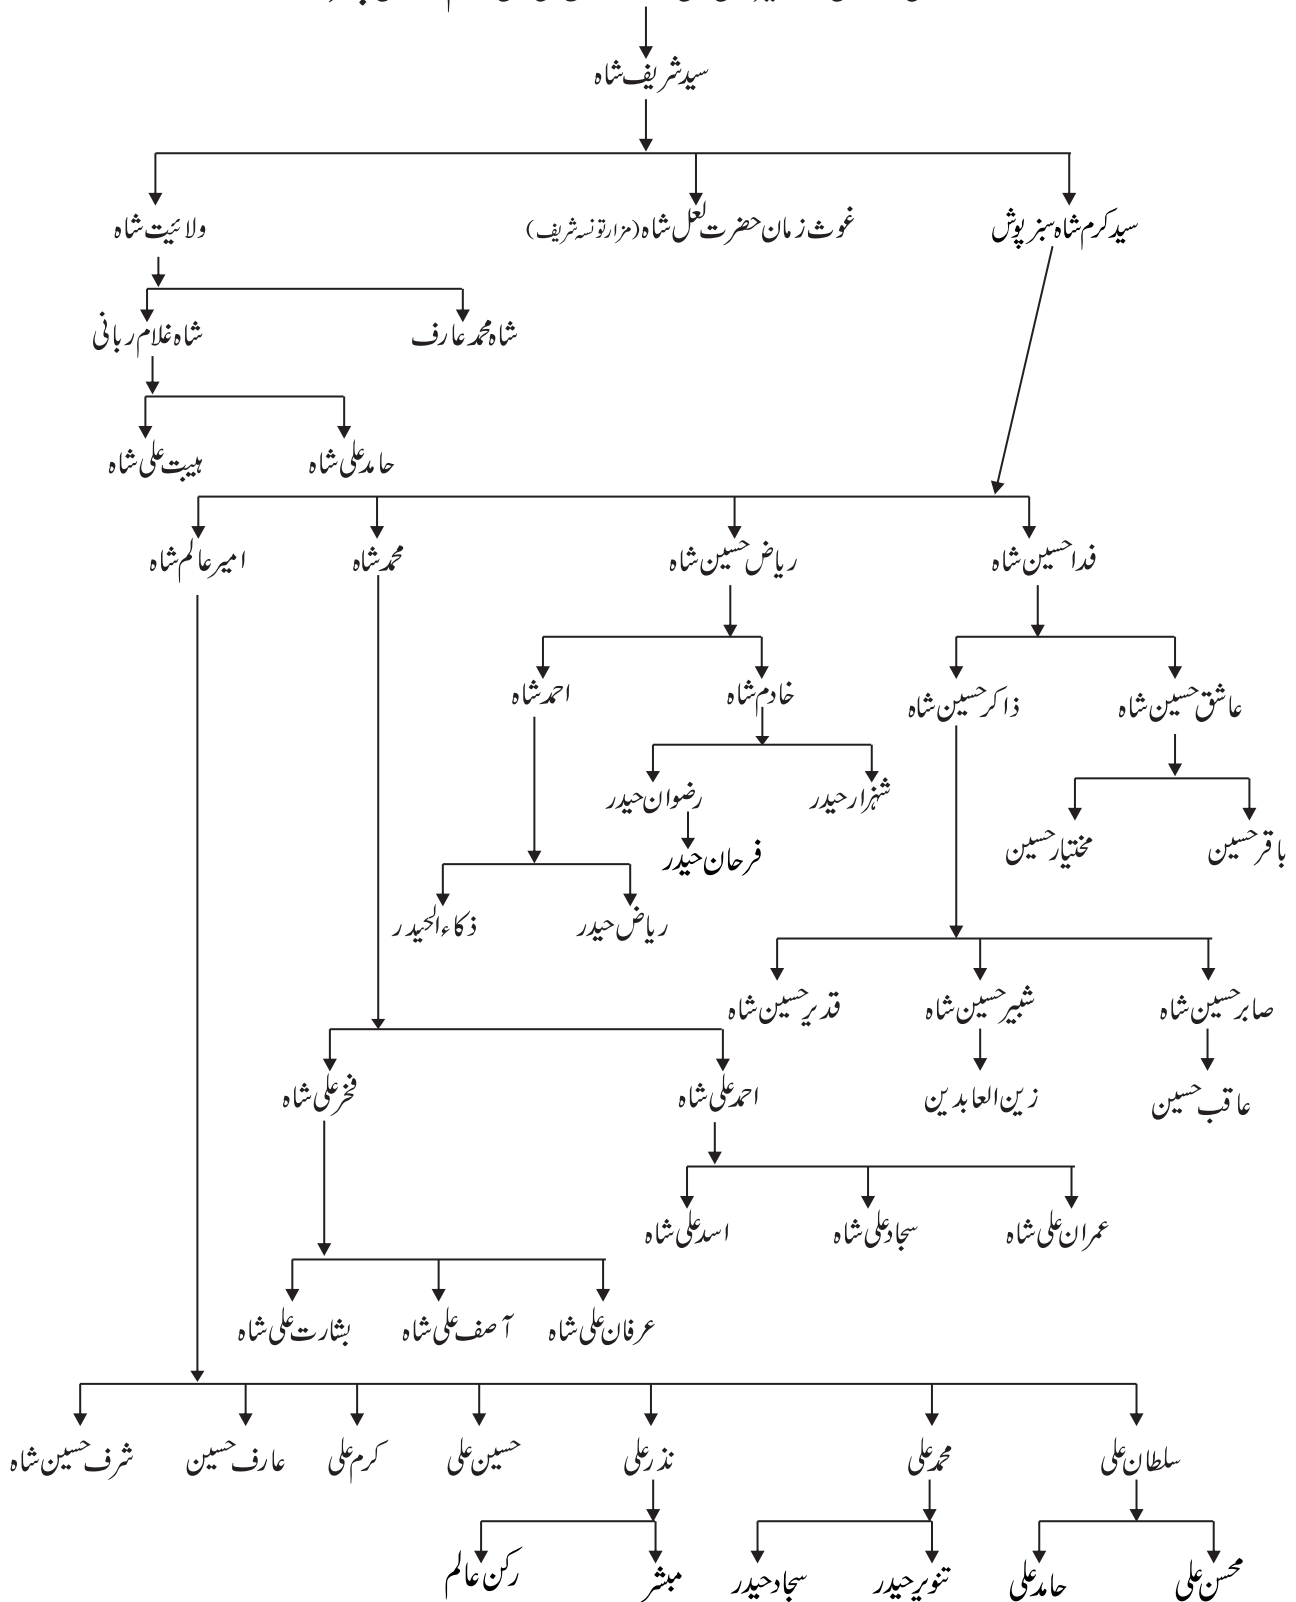 سید شریف شاہ
سید کرم شاہ سبز پوش
غوث زمان حضرت لعل شاہ (مزار تونسہ شریف)
ولائیت شاہ
شاہ محمد عارف
شاہ غلام ربانی
حامد علی شاہ
ہیبت علی شاہ
فدا حسین شاہ
ریاض حسین شاہ
محمد شاہ
امیر عالم شاہ
عاشق حسین شاہ
ذاکر حسین شاہ
خادم شاہ
احمد شاہ
شہزار حیدر
رضوان حیدر
باقر حسین
مختیار حسین
فرحان حیدر
ریاض حیدر
ذکاء الحیدر
صابر حسین شاہ
شبیر حسین شاہ
قدیر حسین شاہ
عاقب حسین
زین العابدین
احمد علی شاہ
فخر علی شاہ
عمران علی شاہ
سجاد علی شاہ
اسد علی شاہ
عرفان علی شاہ
آصف علی شاہ
بشارت علی شاہ
سلطان علی
محمد علی
نذر علی
حسین علی
کرم علی
عارف حسین
شرف حسین شاہ
محسن علی
حامد علی
تنویر حیدر
سجاد حیدر
مبشر
رکن عالم